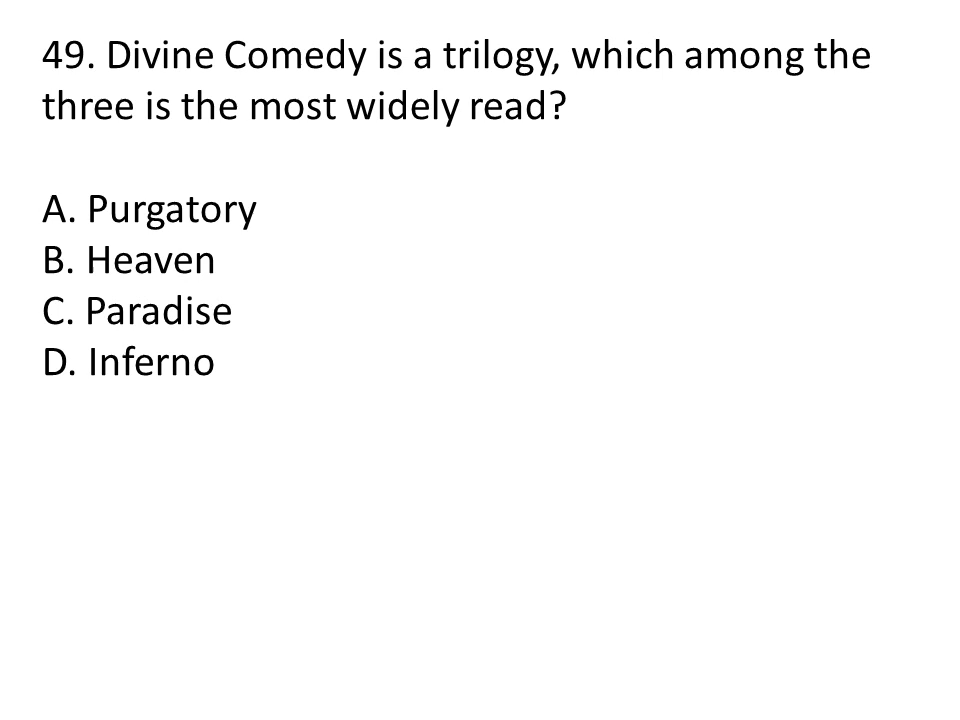 49. Divine Comedy is a trilogy, which among the
three is the most widely read?
A. Purgatory
B. Heaven
C. Paradise
D. Inferno